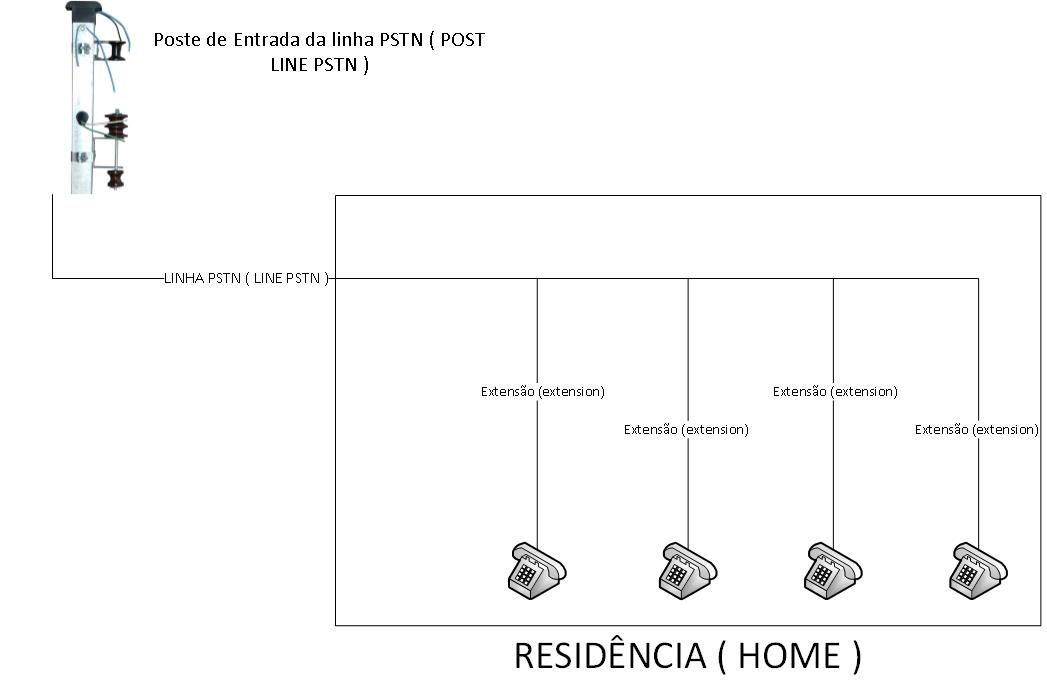 Poste de Entrada da linha PSTN ( POST
LINE PSTN )
LINHA PSTN ( LINE PSTN )
Extensão (extension)
Extensão (extension)
Extensão (extension)
Extensão (extension)
RESIDÊNCIA ( HOME )